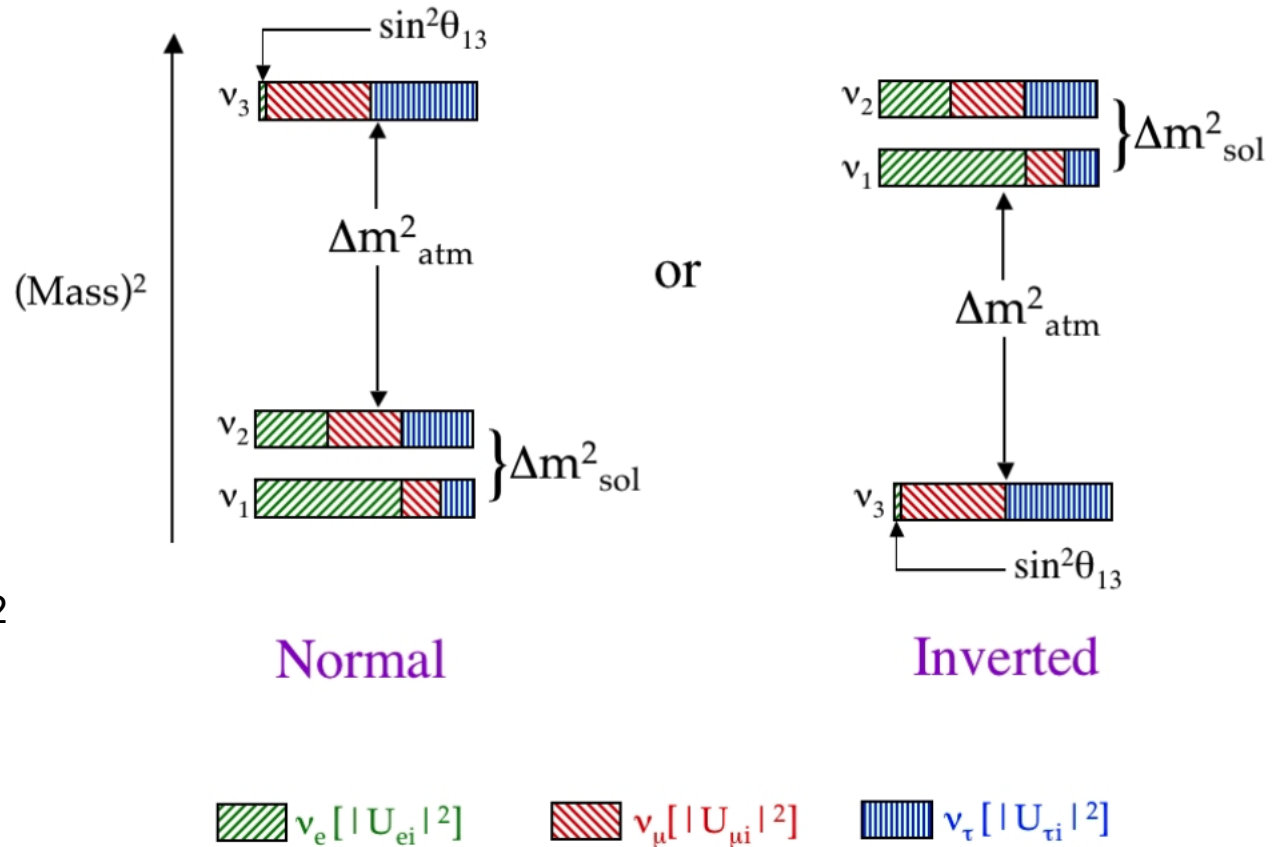 sin²θ₁₃
ν₃
Δm²atm
(Mass)²
ν₂
ν₁
}Δm²sol
or
ν₂
ν₁
}Δm²sol
Δm²atm
ν₃
sin²θ₁₃
2
Normal
Inverted
νe[|Uei|²]
νμ[|Uμi|²]
ντ[|Uτi|²]